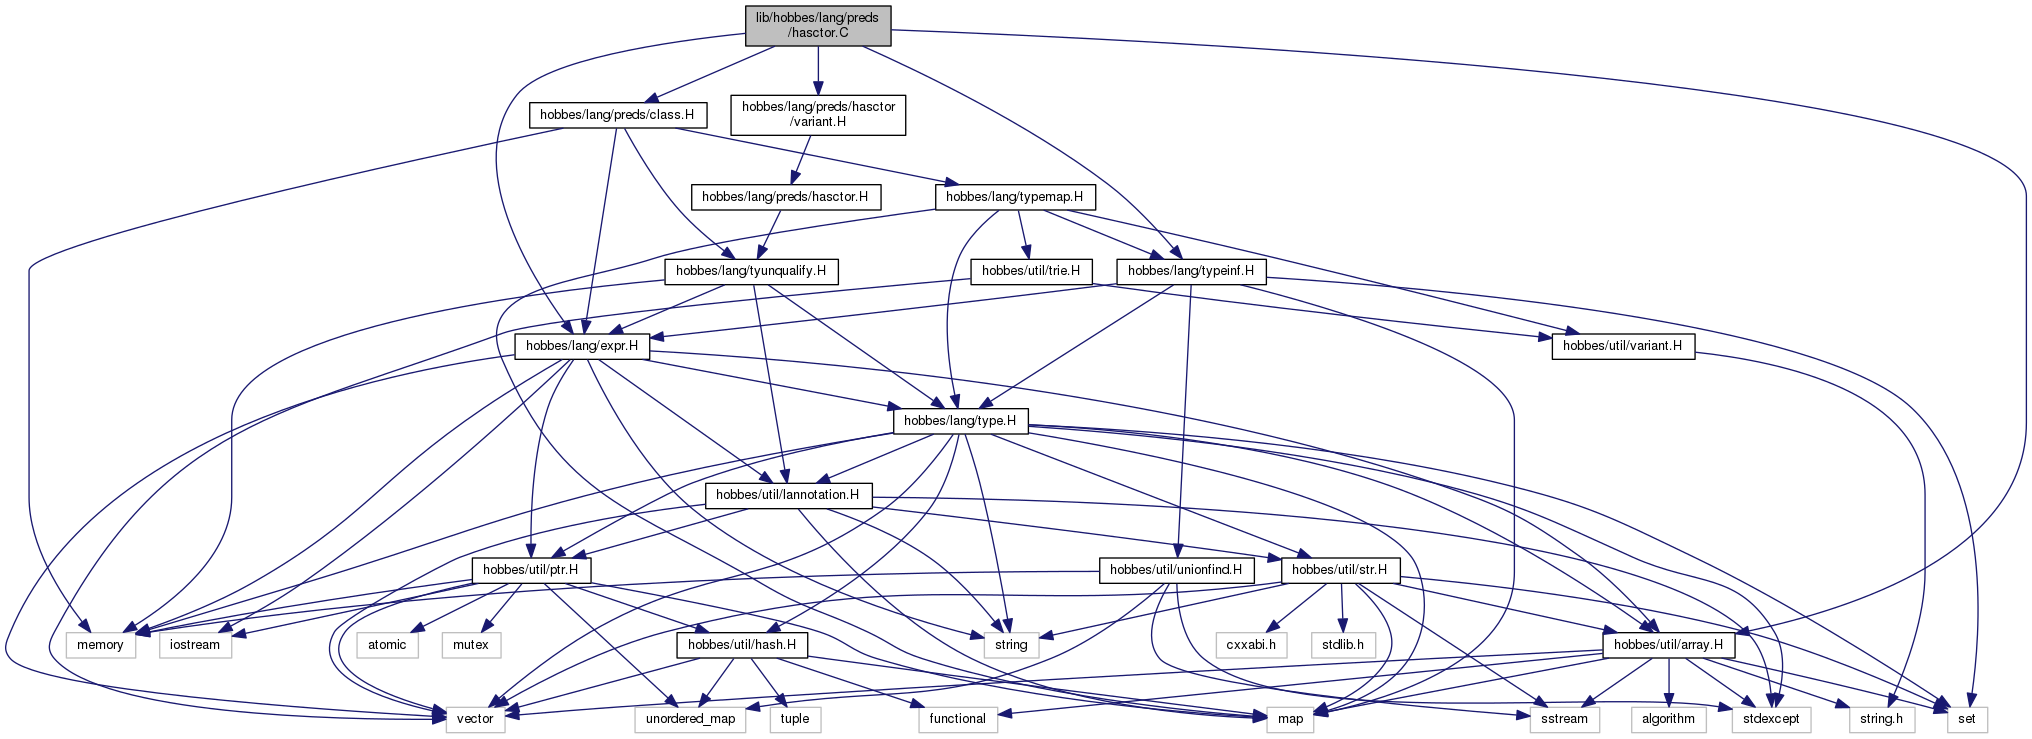 lib/hobbes/lang/preds
/hasctor.C
hobbes/lang/preds/class.H
hobbes/lang/preds/hasctor
/variant.H
hobbes/lang/preds/hasctor.H
hobbes/lang/typemap.H
hobbes/lang/tyunqualify.H
hobbes/util/trie.H
hobbes/lang/typeinf.H
hobbes/lang/expr.H
hobbes/util/variant.H
hobbes/lang/type.H
hobbes/util/lannotation.H
hobbes/util/ptr.H
hobbes/util/unionfind.H
hobbes/util/str.H
memory
iostream
atomic
mutex
hobbes/util/hash.H
string
cxxabi.h
stdlib.h
hobbes/util/array.H
vector
unordered_map
tuple
functional
map
sstream
algorithm
stdexcept
string.h
set